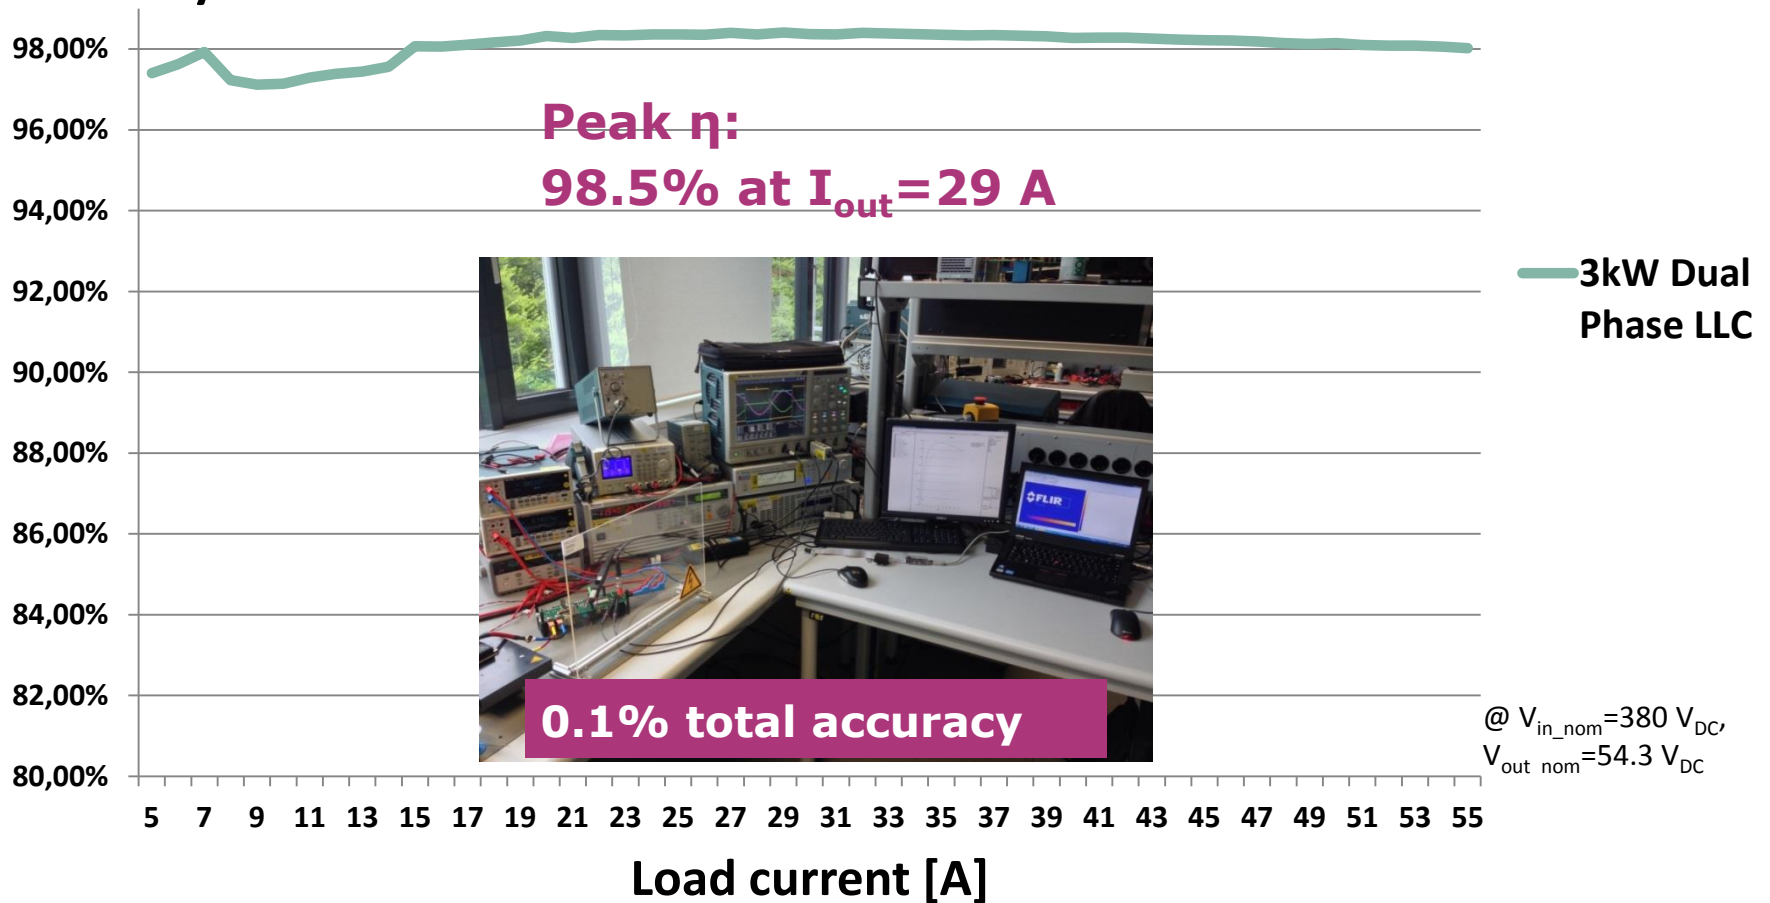 98,00%
96,00%
94,00%
92,00%
90,00%
88,00%
86,00%
84,00%
82,00%
80,00%
Peak η:
98.5% at Iout=29 A
FLIR
0.1% total accuracy
3kW Dual
Phase LLC
@ Vin_nom=380 VDC,
Vout_nom=54.3 VDC
5 7 9 11 13 15 17 19 21 23 25 27 29 31 33 35 37 39 41 43 45 47 49 51 53 55
Load current [A]